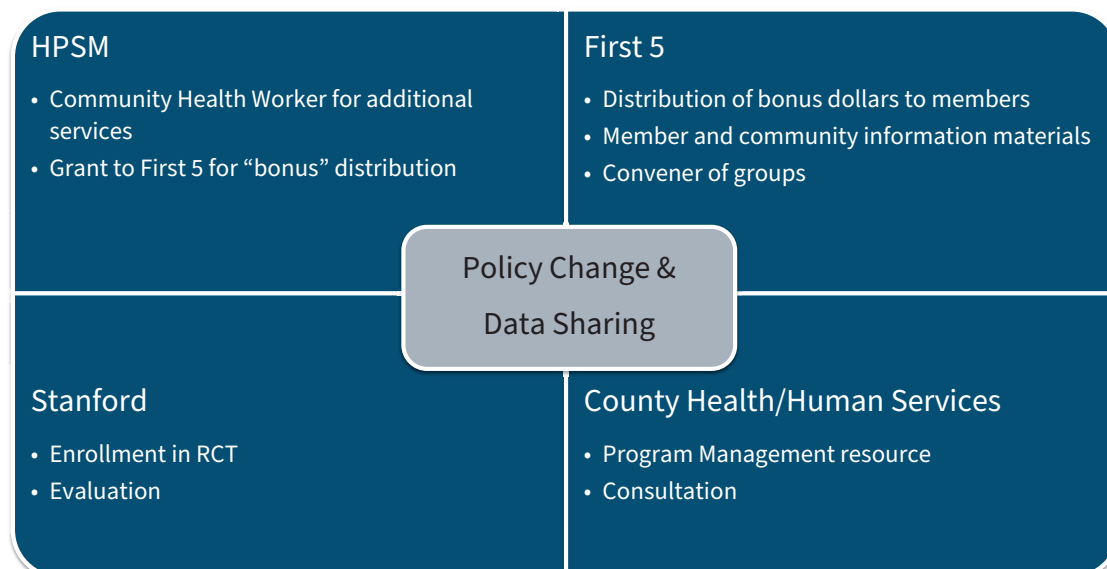 HPSM
• Community Health Worker for additional
services
• Grant to First 5 for “bonus” distribution
First 5
• Distribution of bonus dollars to members
• Member and community information materials
• Convener of groups
Policy Change &
Data Sharing
Stanford
• Enrollment in RCT
• Evaluation
County Health/Human Services
• Program Management resource
• Consultation